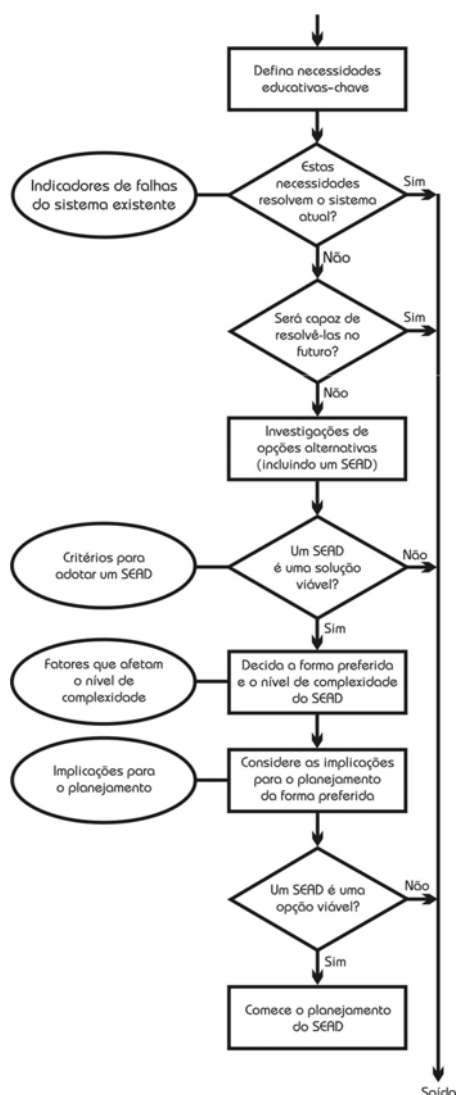 Defina necessidades
educativas-chave
Estas
necessidades
resolvem o sistema
atual?
Sim
Indicadores de falhas
do sistema existente
Não
Será capaz de
resolvê-las no
futuro?
Sim
Não
Investigações de
opções alternativas
(incluindo um SEAD)
Um SEAD
é uma solução
viável?
Não
Critérios para
adotar um SEAD
Sim
Fatores que afetam
o nível de
complexidade
Decida a forma preferida
e o nível de complexidade
do SEAD
Implicações para
o planejamento
Considere as implicações
para o planejamento
da forma preferida
Um SEAD é uma
opção viável?
Não
Sim
Comece o planejamento
do SEAD
Saída